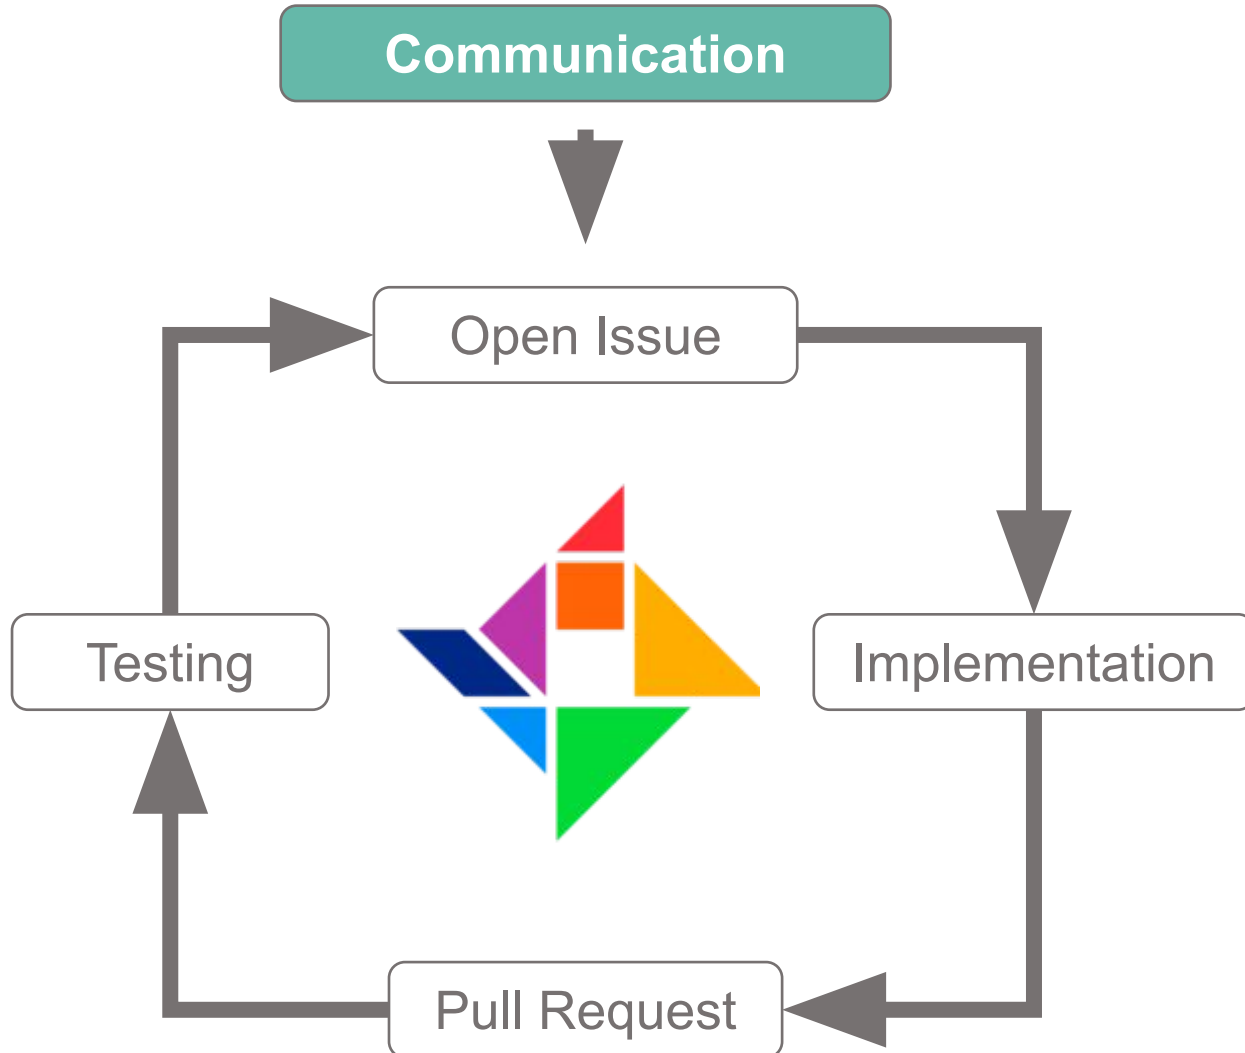 Communication
Open Issue
Testing
Implementation
Pull Request